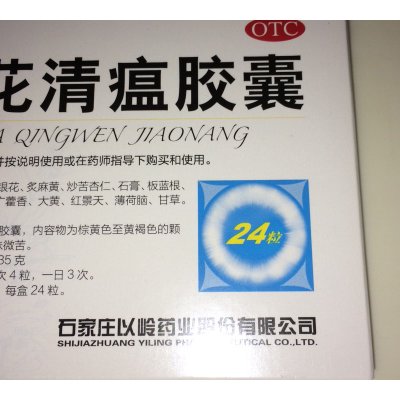 OTC
花清瘟胶囊
A QINGWEN JIAONANG
并按说明使用或在药师指导下购买和使用。
银花、炙麻黄、炒苦杏仁、石膏、板蓝根、
广藿香、大黄、红景天、薄荷脑、甘草。
胶囊，内容物为棕黄色至黄褐色的颗
味微苦。
35克
次4粒，一日3次。
每盒24粒。
24粒
石家庄以岭药业股份有限公司
SHIJIAZHUANG YILING PHARMACEUTICAL CO.,LTD.